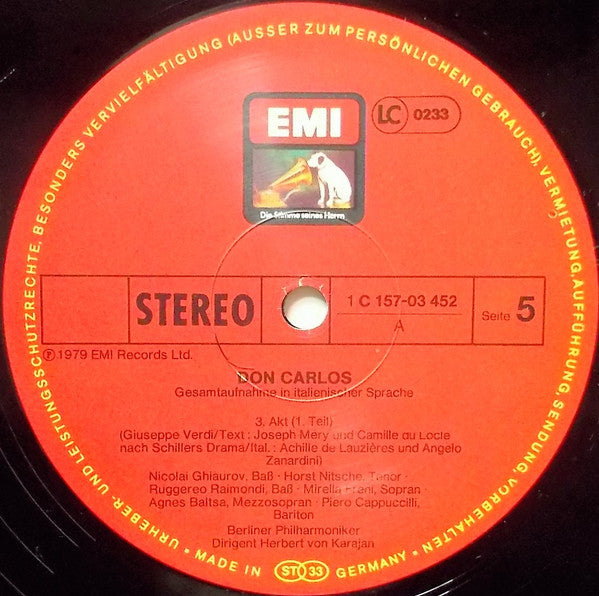 URHEBER- UND LEISTUNGSSCHUTZRECHTE, BESONDERS VERVIELFÄLTIGUNG (AUSSER ZUM PERSÖNLICHEN GEBRAUCH), VERMIETUNG, AUFFÜHRUNG, SENDUNG, VORBEHALTEN •
EMI
Die Stimme seines Herrn
LC 0233
STEREO
1 C 157-03 452
A
Seite 5
℗ 1979 EMI Records Ltd.
DON CARLOS
Gesamtaufnahme in italienischer Sprache
3. Akt (1. Teil)
(Giuseppe Verdi/Text : Joseph Méry und Camille du Locle
nach Schillers Drama/Ital. : Achille de Lauzières und Angelo
Zanardini)
Nicolai Ghiaurov, Baß · Horst Nitsche, Tenor ·
Ruggereo Raimondi, Baß · Mirella Freni, Sopran ·
Agnes Baltsa, Mezzosopran · Piero Cappuccilli,
Bariton
Berliner Philharmoniker
Dirigent Herbert von Karajan
• MADE IN ST 33 GERMANY •